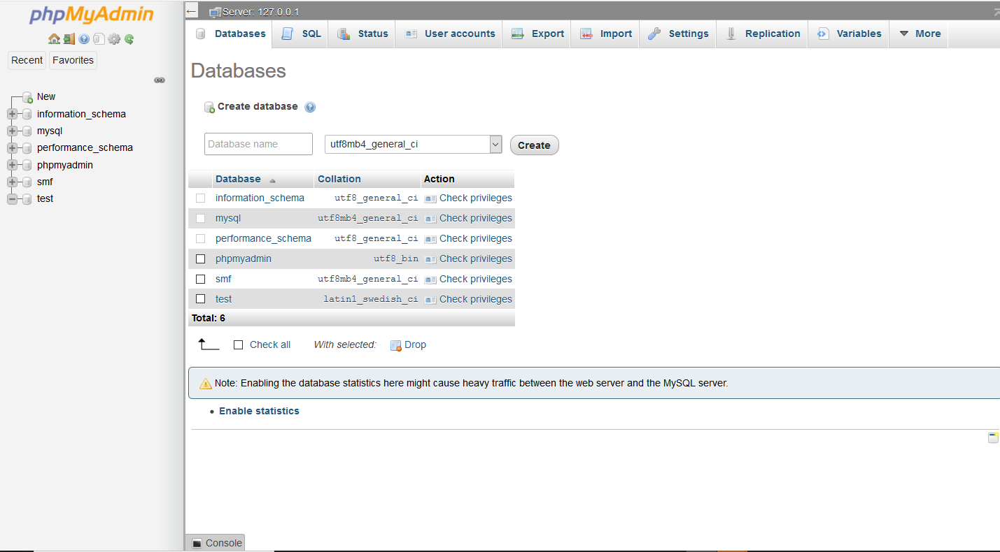 phpMyAdmin
Recent Favorites
New
information_schema
mysql
performance_schema
phpmyadmin
smf
test
Server: 127.0.0.1
Databases SQL Status User accounts Export Import Settings Replication Variables More
Databases
Create database
Database name utf8mb4_general_ci Create
Database Collation Action
information_schema utf8_general_ci Check privileges
mysql utf8mb4_general_ci Check privileges
performance_schema utf8_general_ci Check privileges
phpmyadmin utf8_bin Check privileges
smf utf8mb4_general_ci Check privileges
test latin1_swedish_ci Check privileges
Total: 6
Check all With selected: Drop
Note: Enabling the database statistics here might cause heavy traffic between the web server and the MySQL server.
Enable statistics
Console